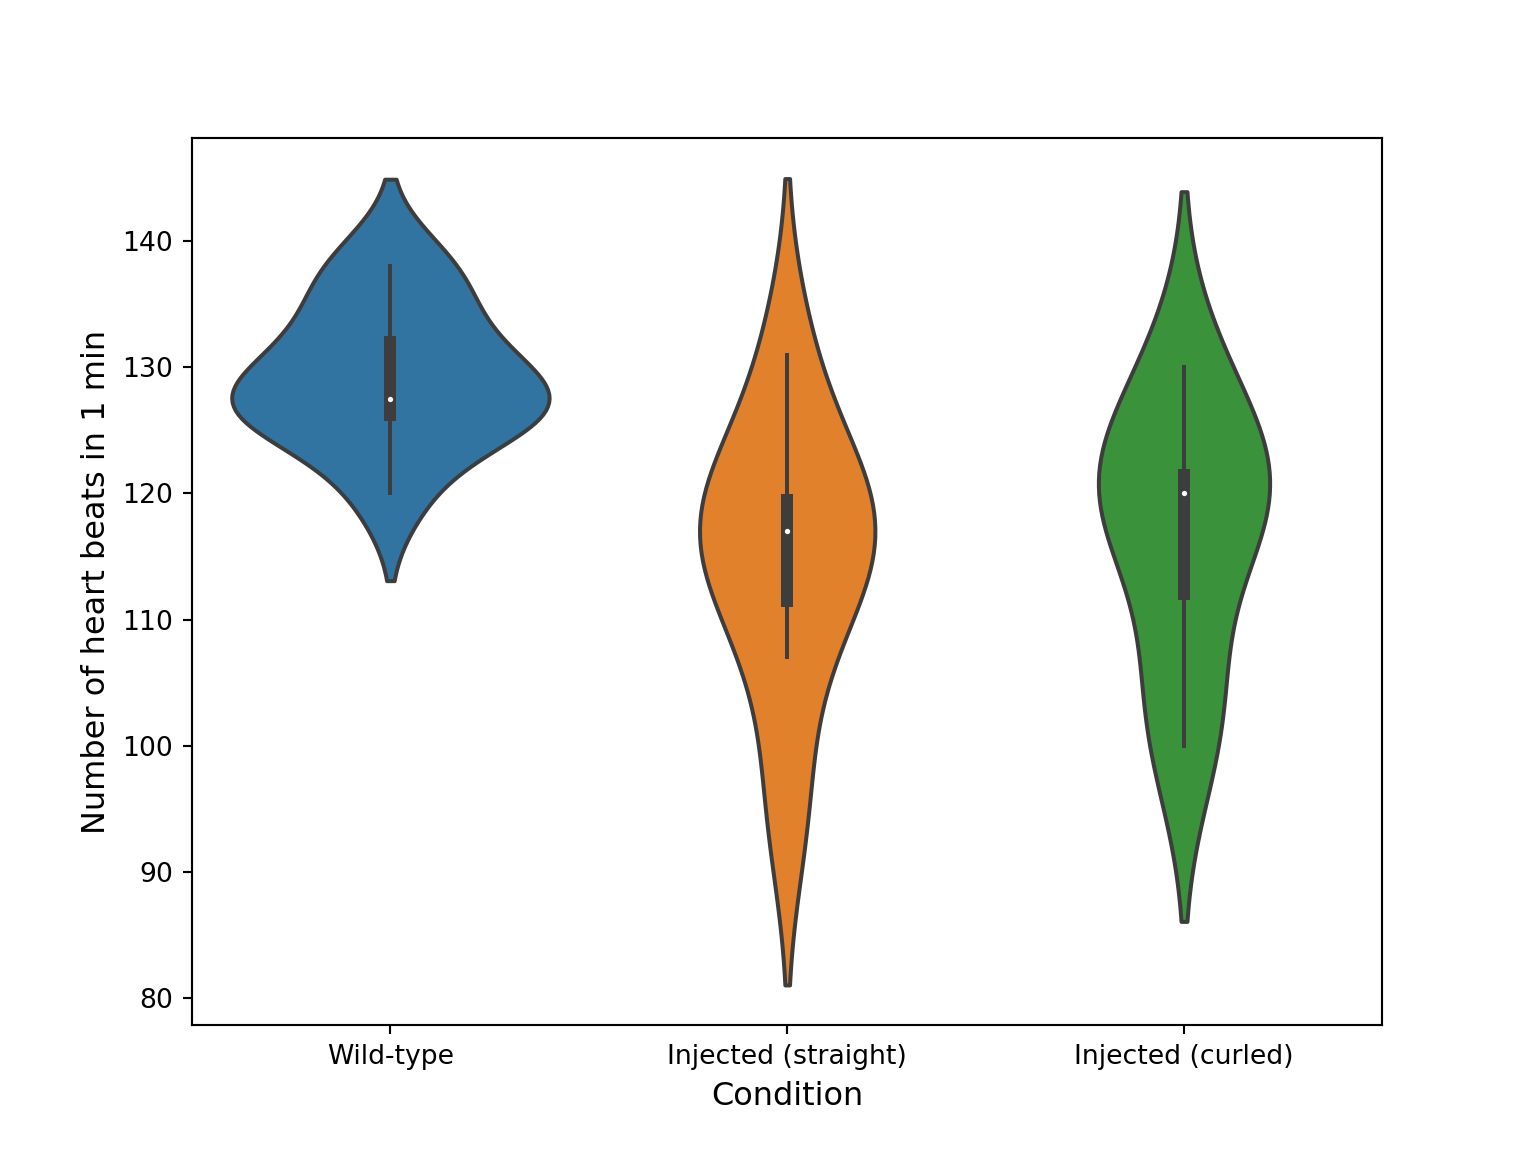 Number of heart beats in 1 min
140
130
120
110
100
90
80
Wild-type
Injected (straight)
Injected (curled)
Condition